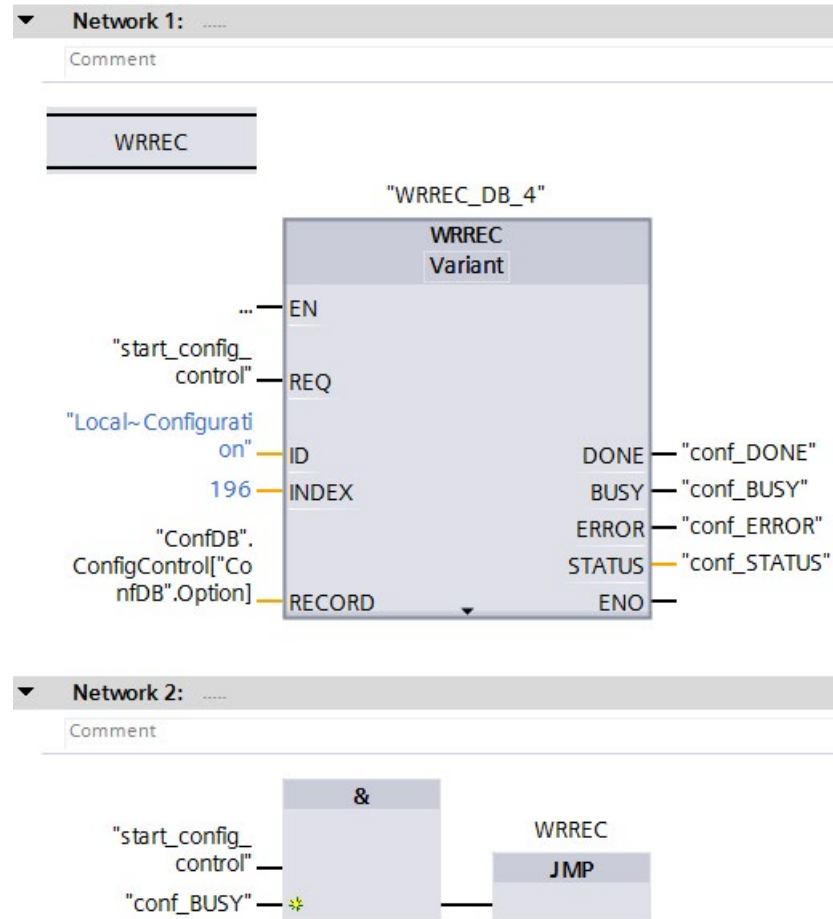 Network 1: .....
Comment
WRREC
"WRREC_DB_4"
WRREC
Variant
... EN
"start_config_
control" REQ
"Local~Configurati
on" ID DONE "conf_DONE"
196 INDEX BUSY "conf_BUSY"
ERROR "conf_ERROR"
"ConfDB".
ConfigControl["Co STATUS "conf_STATUS"
nfDB".Option] RECORD ENO
Network 2: .....
Comment
&
"start_config_ WRREC
control" JMP
"conf_BUSY"